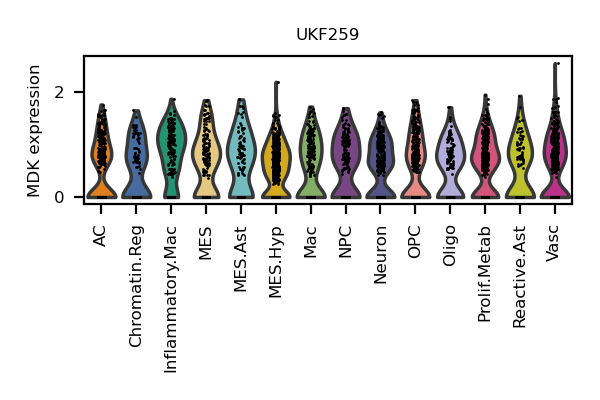 UKF259
MDK expression
2
0
AC
Chromatin.Reg
Inflammatory.Mac
MES
MES.Ast
MES.Hyp
Mac
NPC
Neuron
OPC
Oligo
Prolif.Metab
Reactive.Ast
Vasc